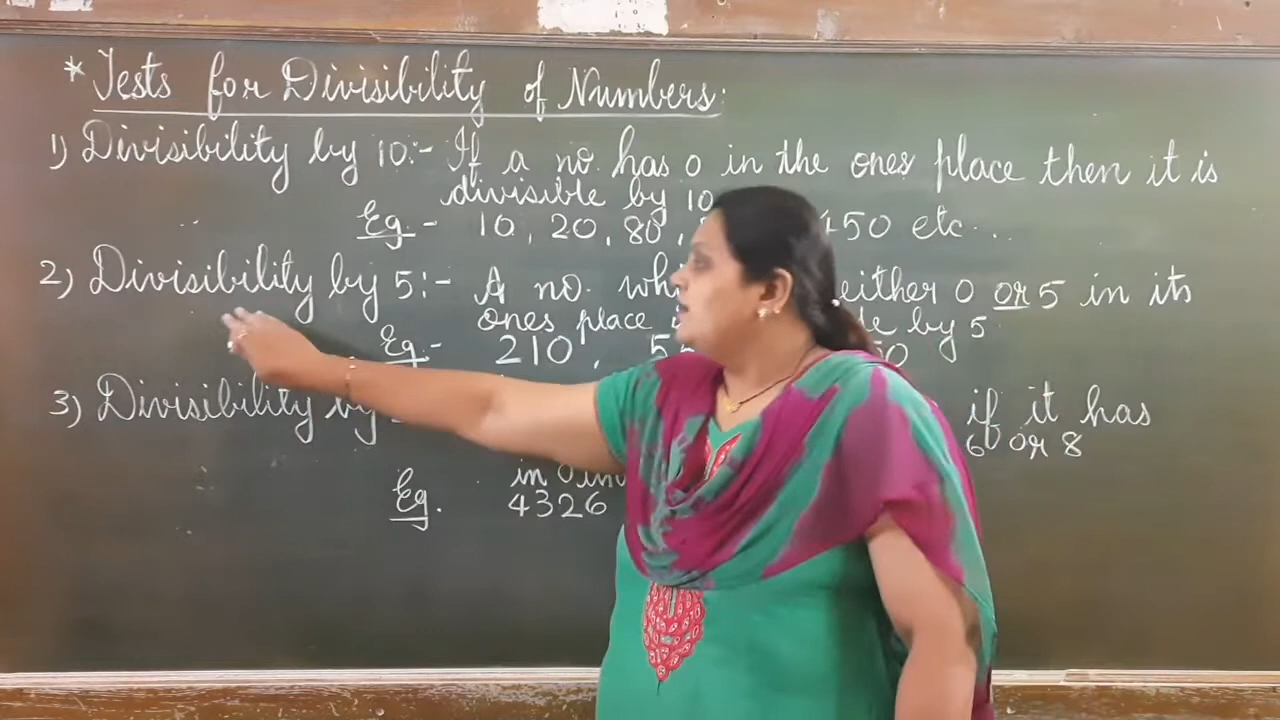 * Tests for Divisibility of Numbers:
1) Divisibility by 10:- If a no. has 0 in the ones place then it is
divisible by 10
Eg.- 10, 20, 80, 450 etc...
2) Divisibility by 5:- A no. either 0 or 5 in its
ones place by 5
Eg.- 210,
3) Divisibility by if it has
6 or 8
in
Eg. 4326